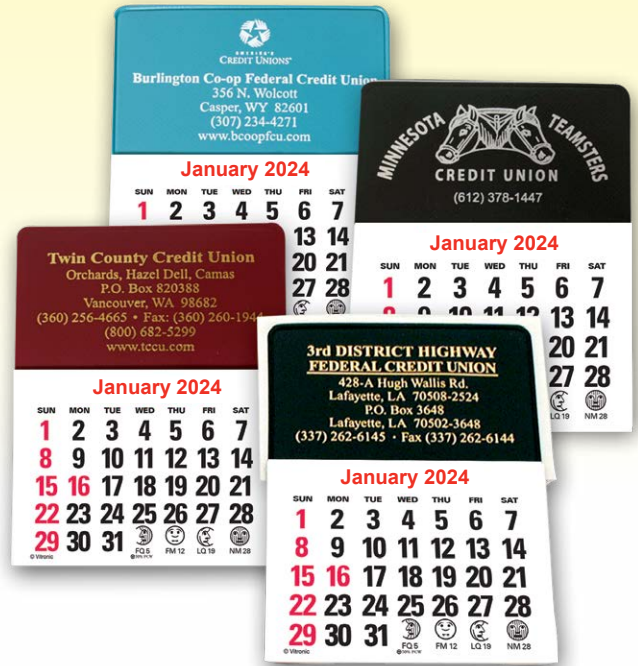 AMERICA'S
CREDIT UNIONS
Burlington Co-op Federal Credit Union
356 N. Wolcott
Casper, WY 82601
(307) 234-4271
www.bcoopfcu.com
January 2024
SUN MON TUE WED THU FRI SAT
1 2 3 4 5 6 7
13 14
20 21
27 28
MINNESOTA TEAMSTERS
CREDIT UNION
(612) 378-1447
January 2024
SUN MON TUE WED THU FRI SAT
1 2 3 4 5 6 7
8 9 10 11 12 13 14
20 21
27 28
LQ 19 NM 28
Twin County Credit Union
Orchards, Hazel Dell, Camas
P.O. Box 820388
Vancouver, WA 98682
(360) 256-4665 • Fax: (360) 260-1944
(800) 682-5299
www.tccu.com
January 2024
SUN MON TUE WED THU FRI SAT
1 2 3 4 5 6 7
8 9 10 11 12 13 14
15 16 17 18 19 20 21
22 23 24 25 26 27 28
29 30 31 FQ 5 FM 12 LQ 19 NM 28
© Vitronic
3rd DISTRICT HIGHWAY
FEDERAL CREDIT UNION
428-A Hugh Wallis Rd.
Lafayette, LA 70508-2524
P.O. Box 3648
Lafayette, LA 70502-3648
(337) 262-6145 • Fax (337) 262-6144
January 2024
SUN MON TUE WED THU FRI SAT
1 2 3 4 5 6 7
8 9 10 11 12 13 14
15 16 17 18 19 20 21
22 23 24 25 26 27 28
29 30 31 FQ 5 FM 12 LQ 19 NM 28
© Vitronic